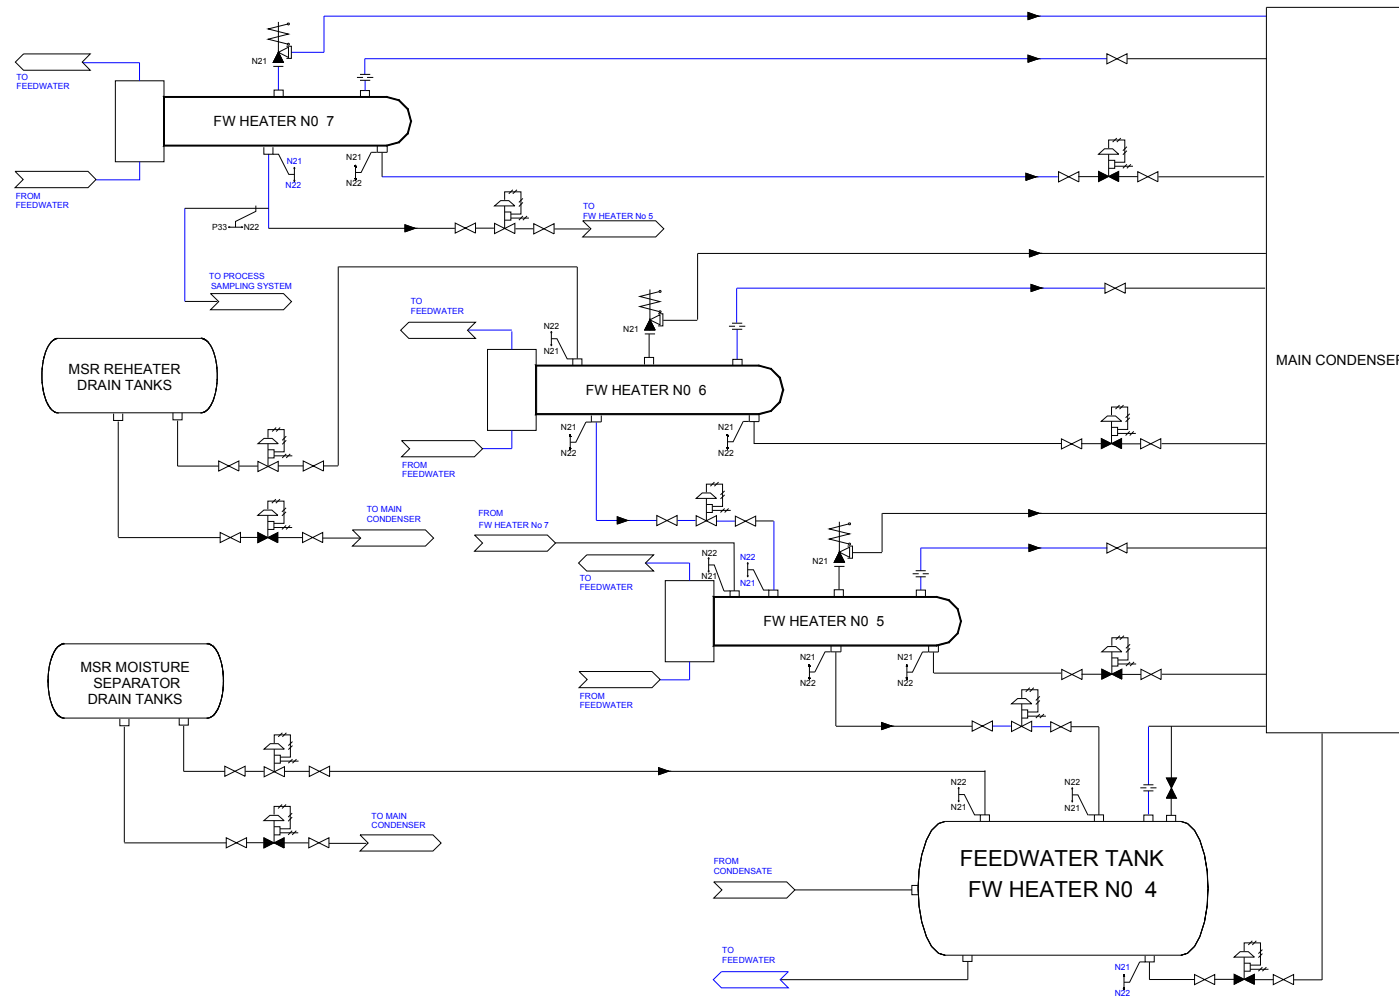 N21
TO
FEEDWATER
FW HEATER N0  7
FROM
FEEDWATER
N21
N22
N21
N22
P33
N22
TO
FW HEATER No 5
TO PROCESS
SAMPLING SYSTEM
TO
FEEDWATER
N22
N21
N21
MSR REHEATER
DRAIN TANKS
FW HEATER N0  6
MAIN CONDENSER
FROM
FEEDWATER
N21
N22
N21
N22
TO MAIN
CONDENSER
FROM
FW HEATER No 7
TO
FEEDWATER
N22
N21
N22
N21
N21
FW HEATER N0  5
FROM
FEEDWATER
N21
N22
N21
N22
MSR MOISTURE
SEPARATOR
DRAIN TANKS
N22
N21
N22
N21
TO MAIN
CONDENSER
FEEDWATER TANK
FW HEATER N0  4
FROM
CONDENSATE
TO
FEEDWATER
N21
N22